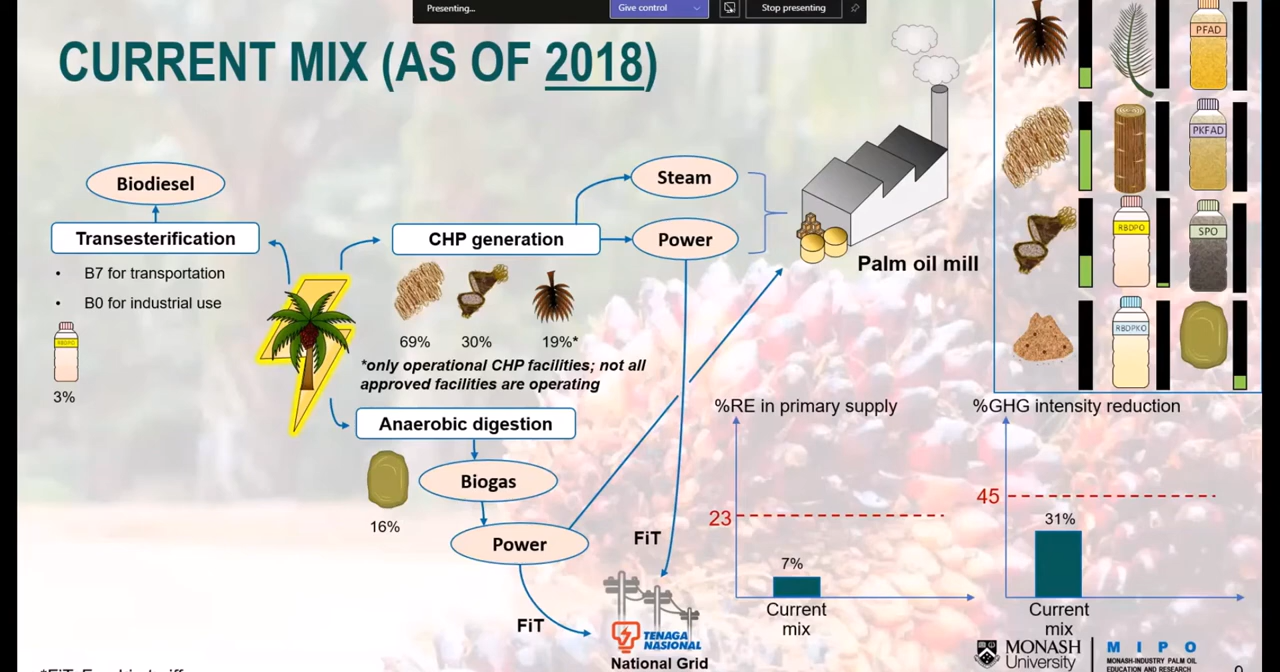 Presenting...
Give control
Stop presenting
CURRENT MIX (AS OF 2018)
PFAD
PKFAD
RBDPO
SPO
RBDPKO
Biodiesel
Transesterification
• B7 for transportation
• B0 for industrial use
RBDPO
3%
CHP generation
69%
30%
19%*
*only operational CHP facilities; not all
approved facilities are operating
Steam
Power
Palm oil mill
Anaerobic digestion
16%
Biogas
Power
FiT
FiT
TENAGA
NASIONAL
National Grid
%RE in primary supply
23
7%
Current
mix
%GHG intensity reduction
45
31%
Current
mix
MONASH
University
MIPO
MONASH-INDUSTRY PALM OIL
EDUCATION AND RESEARCH